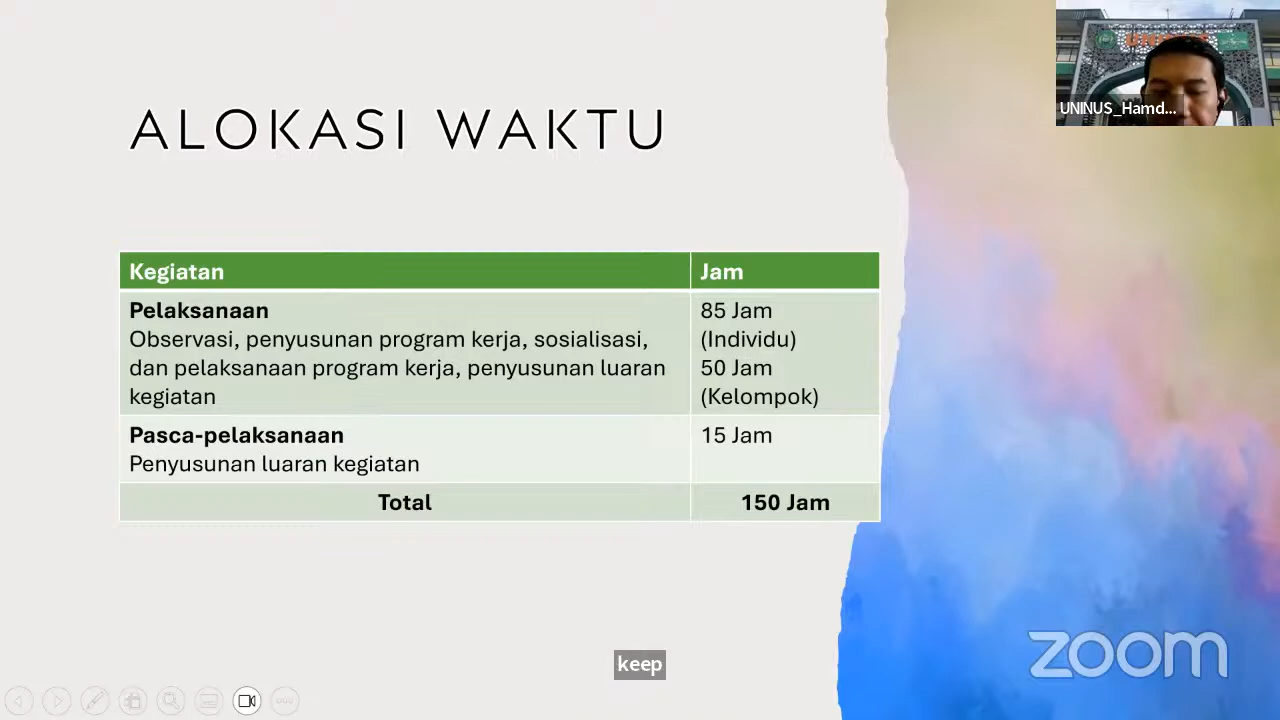 ALOKASI WAKTU
UNINUS_Hamd...
Kegiatan
Jam
Pelaksanaan
Observasi, penyusunan program kerja, sosialisasi,
dan pelaksanaan program kerja, penyusunan luaran
kegiatan
85 Jam
(Individu)
50 Jam
(Kelompok)
Pasca-pelaksanaan
Penyusunan luaran kegiatan
15 Jam
Total
150 Jam
keep
zoom